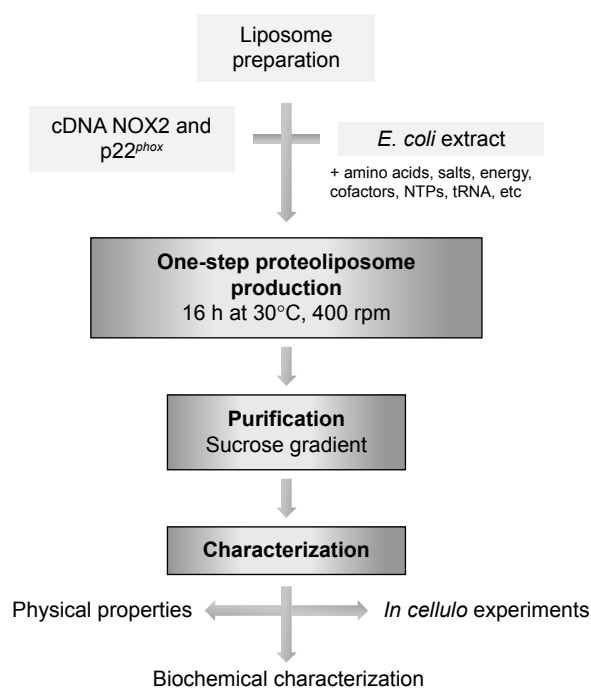 Liposome
preparation
cDNA NOX2 and
p22phox
E. coli extract
+ amino acids, salts, energy,
cofactors, NTPs, tRNA, etc
One-step proteoliposome
production
16 h at 30°C, 400 rpm
Purification
Sucrose gradient
Characterization
Physical properties
In cellulo experiments
Biochemical characterization